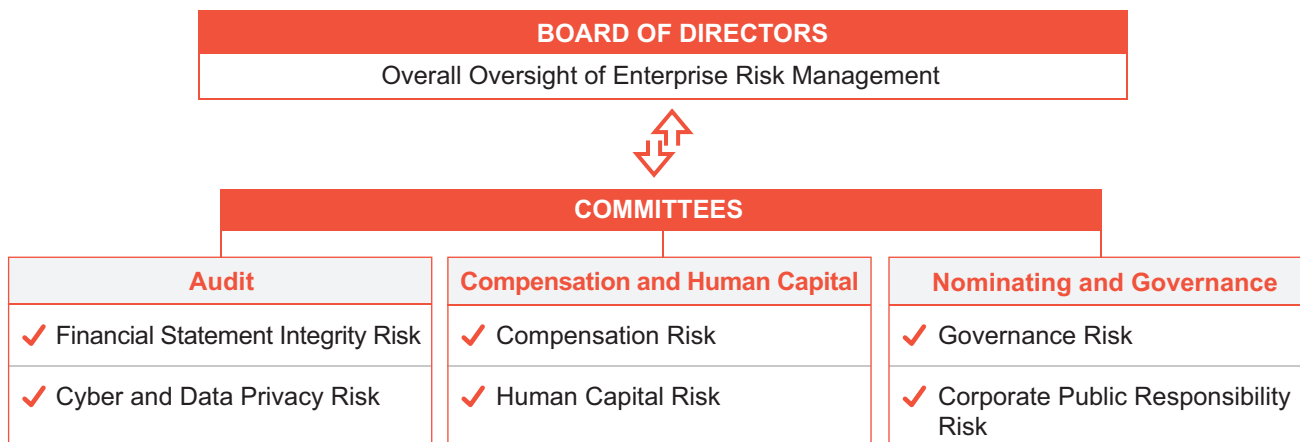 BOARD OF DIRECTORS
Overall Oversight of Enterprise Risk Management
COMMITTEES
Audit
Financial Statement Integrity Risk
Cyber and Data Privacy Risk
Compensation and Human Capital
Compensation Risk
Human Capital Risk
Nominating and Governance
Governance Risk
Corporate Public Responsibility
Risk